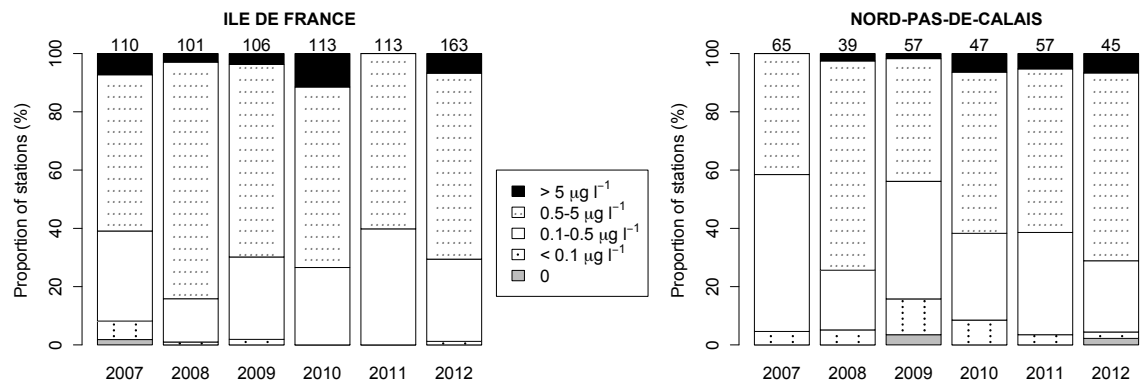 ILE DE FRANCE
110 101 106 113 113 163
Proportion of stations (%)
100
80
60
40
20
0
2007 2008 2009 2010 2011 2012
> 5 μg l⁻¹
0.5-5 μg l⁻¹
0.1-0.5 μg l⁻¹
< 0.1 μg l⁻¹
0
NORD-PAS-DE-CALAIS
65 39 57 47 57 45
Proportion of stations (%)
100
80
60
40
20
0
2007 2008 2009 2010 2011 2012